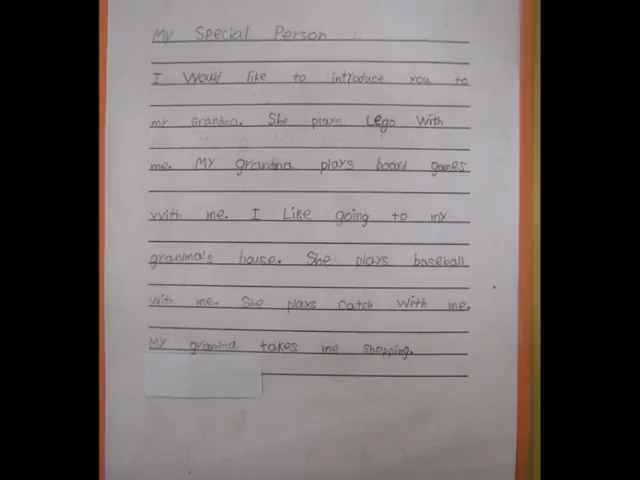 My Special Person
I Would like to introduce you to
my Grandma. She plays Lego With
me. MY grandma plays board games
With me. I Like going to my
grandma's house. She plays baseball
With me. She plays Catch With me.
MY grandma takes me shopping.